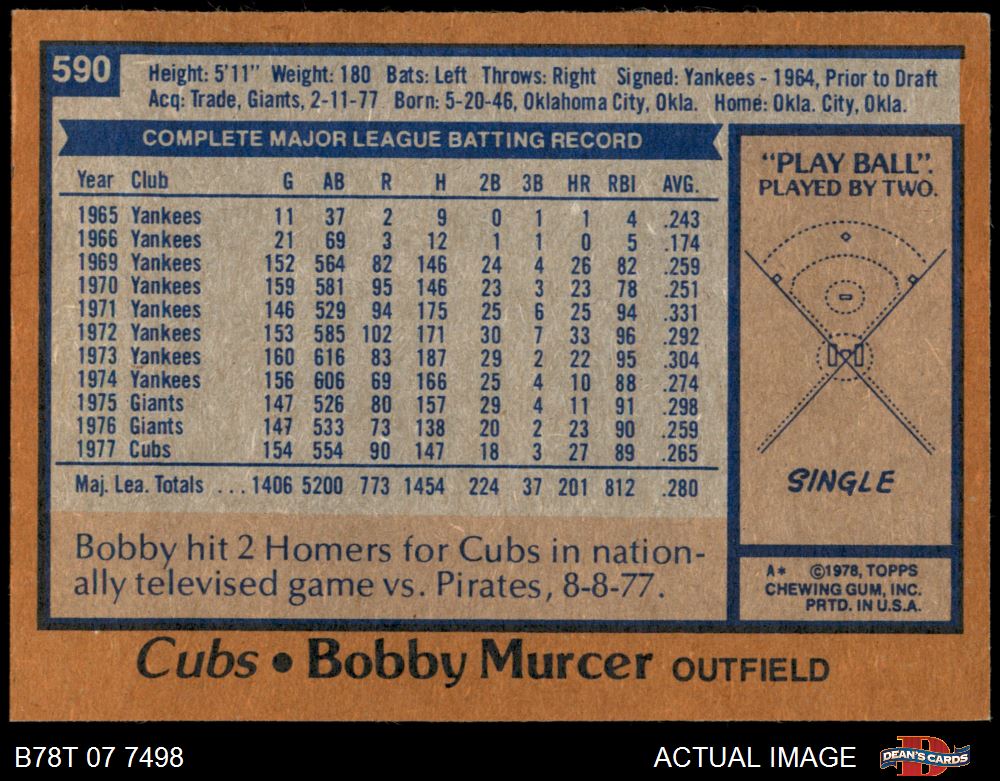 590
Height: 5'11" Weight: 180 Bats: Left Throws: Right Signed: Yankees - 1964, Prior to Draft
Acq: Trade, Giants, 2-11-77 Born: 5-20-46, Oklahoma City, Okla. Home: Okla. City, Okla.
COMPLETE MAJOR LEAGUE BATTING RECORD
Year Club G AB R H 2B 3B HR RBI AVG.
1965 Yankees 11 37 2 9 0 1 1 4 .243
1966 Yankees 21 69 3 12 1 1 0 5 .174
1969 Yankees 152 564 82 146 24 4 26 82 .259
1970 Yankees 159 581 95 146 23 3 23 78 .251
1971 Yankees 146 529 94 175 25 6 25 94 .331
1972 Yankees 153 585 102 171 30 7 33 96 .292
1973 Yankees 160 616 83 187 29 2 22 95 .304
1974 Yankees 156 606 69 166 25 4 10 88 .274
1975 Giants 147 526 80 157 29 4 11 91 .298
1976 Giants 147 533 73 138 20 2 23 90 .259
1977 Cubs 154 554 90 147 18 3 27 89 .265
Maj. Lea. Totals ...1406 5200 773 1454 224 37 201 812 .280
Bobby hit 2 Homers for Cubs in nation-
ally televised game vs. Pirates, 8-8-77.
"PLAY BALL".
PLAYED BY TWO.
SINGLE
A* ©1978, TOPPS
CHEWING GUM, INC.
PRTD. IN U.S.A.
Cubs • Bobby Murcer OUTFIELD
B78T 07 7498
ACTUAL IMAGE
DEAN'S CARDS